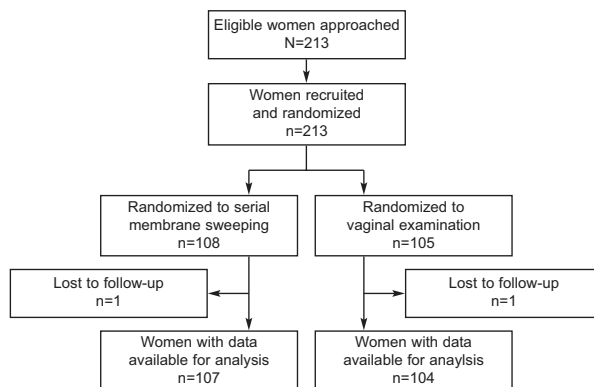 Eligible women approached
N=213
Women recruited
and randomized
n=213
Randomized to serial
membrane sweeping
n=108
Randomized to
vaginal examination
n=105
Lost to follow-up
n=1
Lost to follow-up
n=1
Women with data
available for analysis
n=107
Women with data
available for anaylsis
n=104